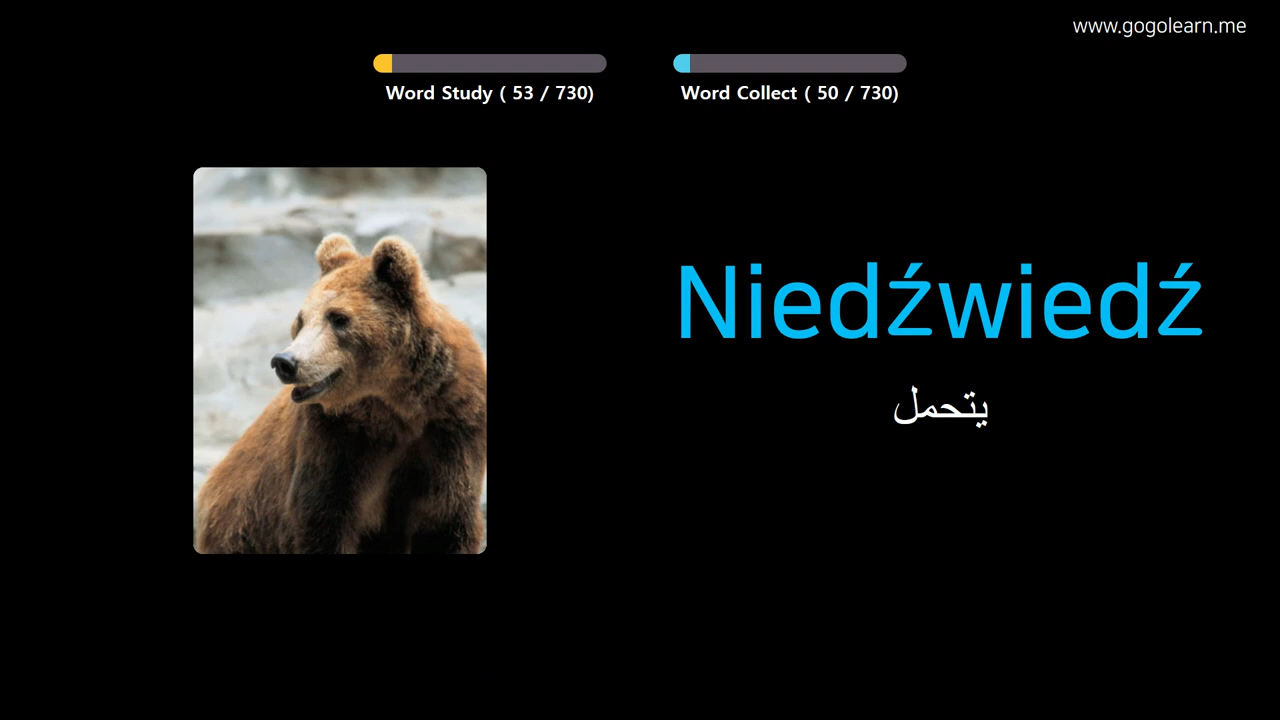 www.gogolearn.me
Word Study ( 53 / 730)
Word Collect ( 50 / 730)
Niedźwiedź
يتحمل